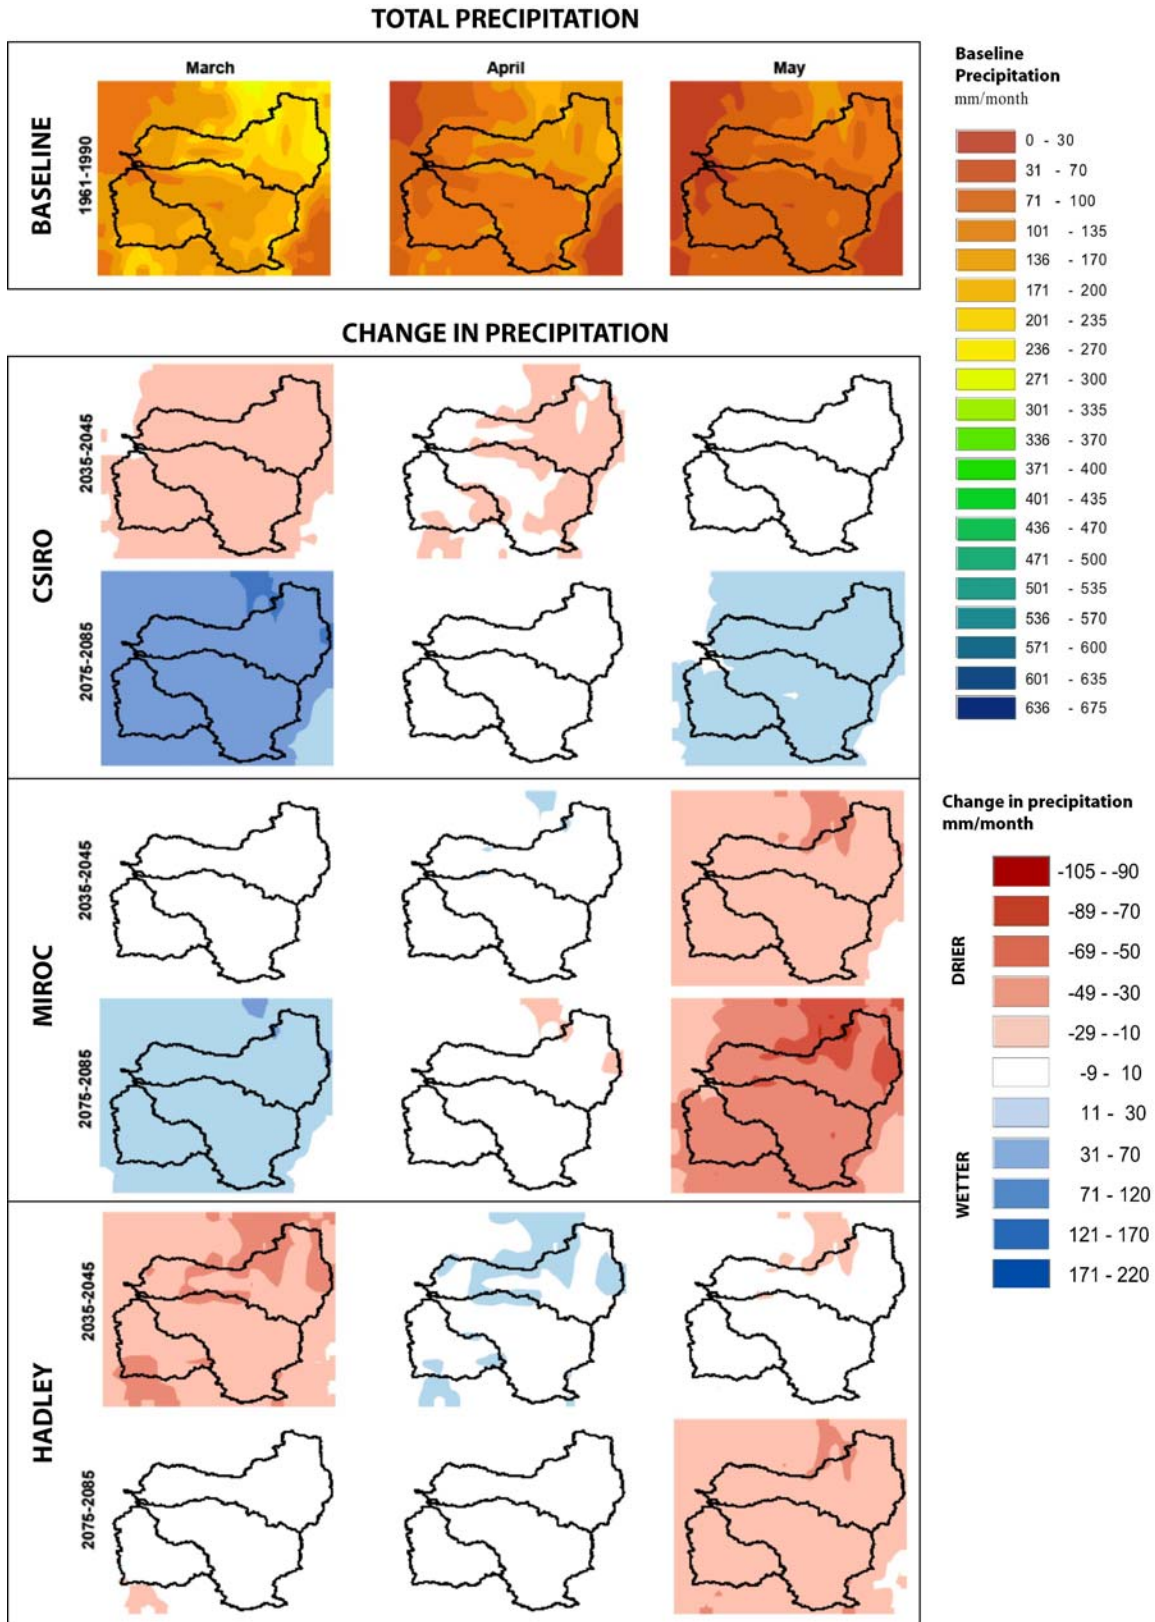 TOTAL PRECIPITATION
March
April
May
BASELINE
1961-1990
Baseline
Precipitation
mm/month
0 - 30
31 - 70
71 - 100
101 - 135
136 - 170
171 - 200
201 - 235
236 - 270
271 - 300
301 - 335
336 - 370
371 - 400
401 - 435
436 - 470
471 - 500
501 - 535
536 - 570
571 - 600
601 - 635
636 - 675
CHANGE IN PRECIPITATION
CSIRO
2035-2045
2075-2085
MIROC
2035-2045
2075-2085
HADLEY
2035-2045
2075-2085
Change in precipitation
mm/month
DRIER
-105 - -90
-89 - -70
-69 - -50
-49 - -30
-29 - -10
-9 - 10
WETTER
11 - 30
31 - 70
71 - 120
121 - 170
171 - 220